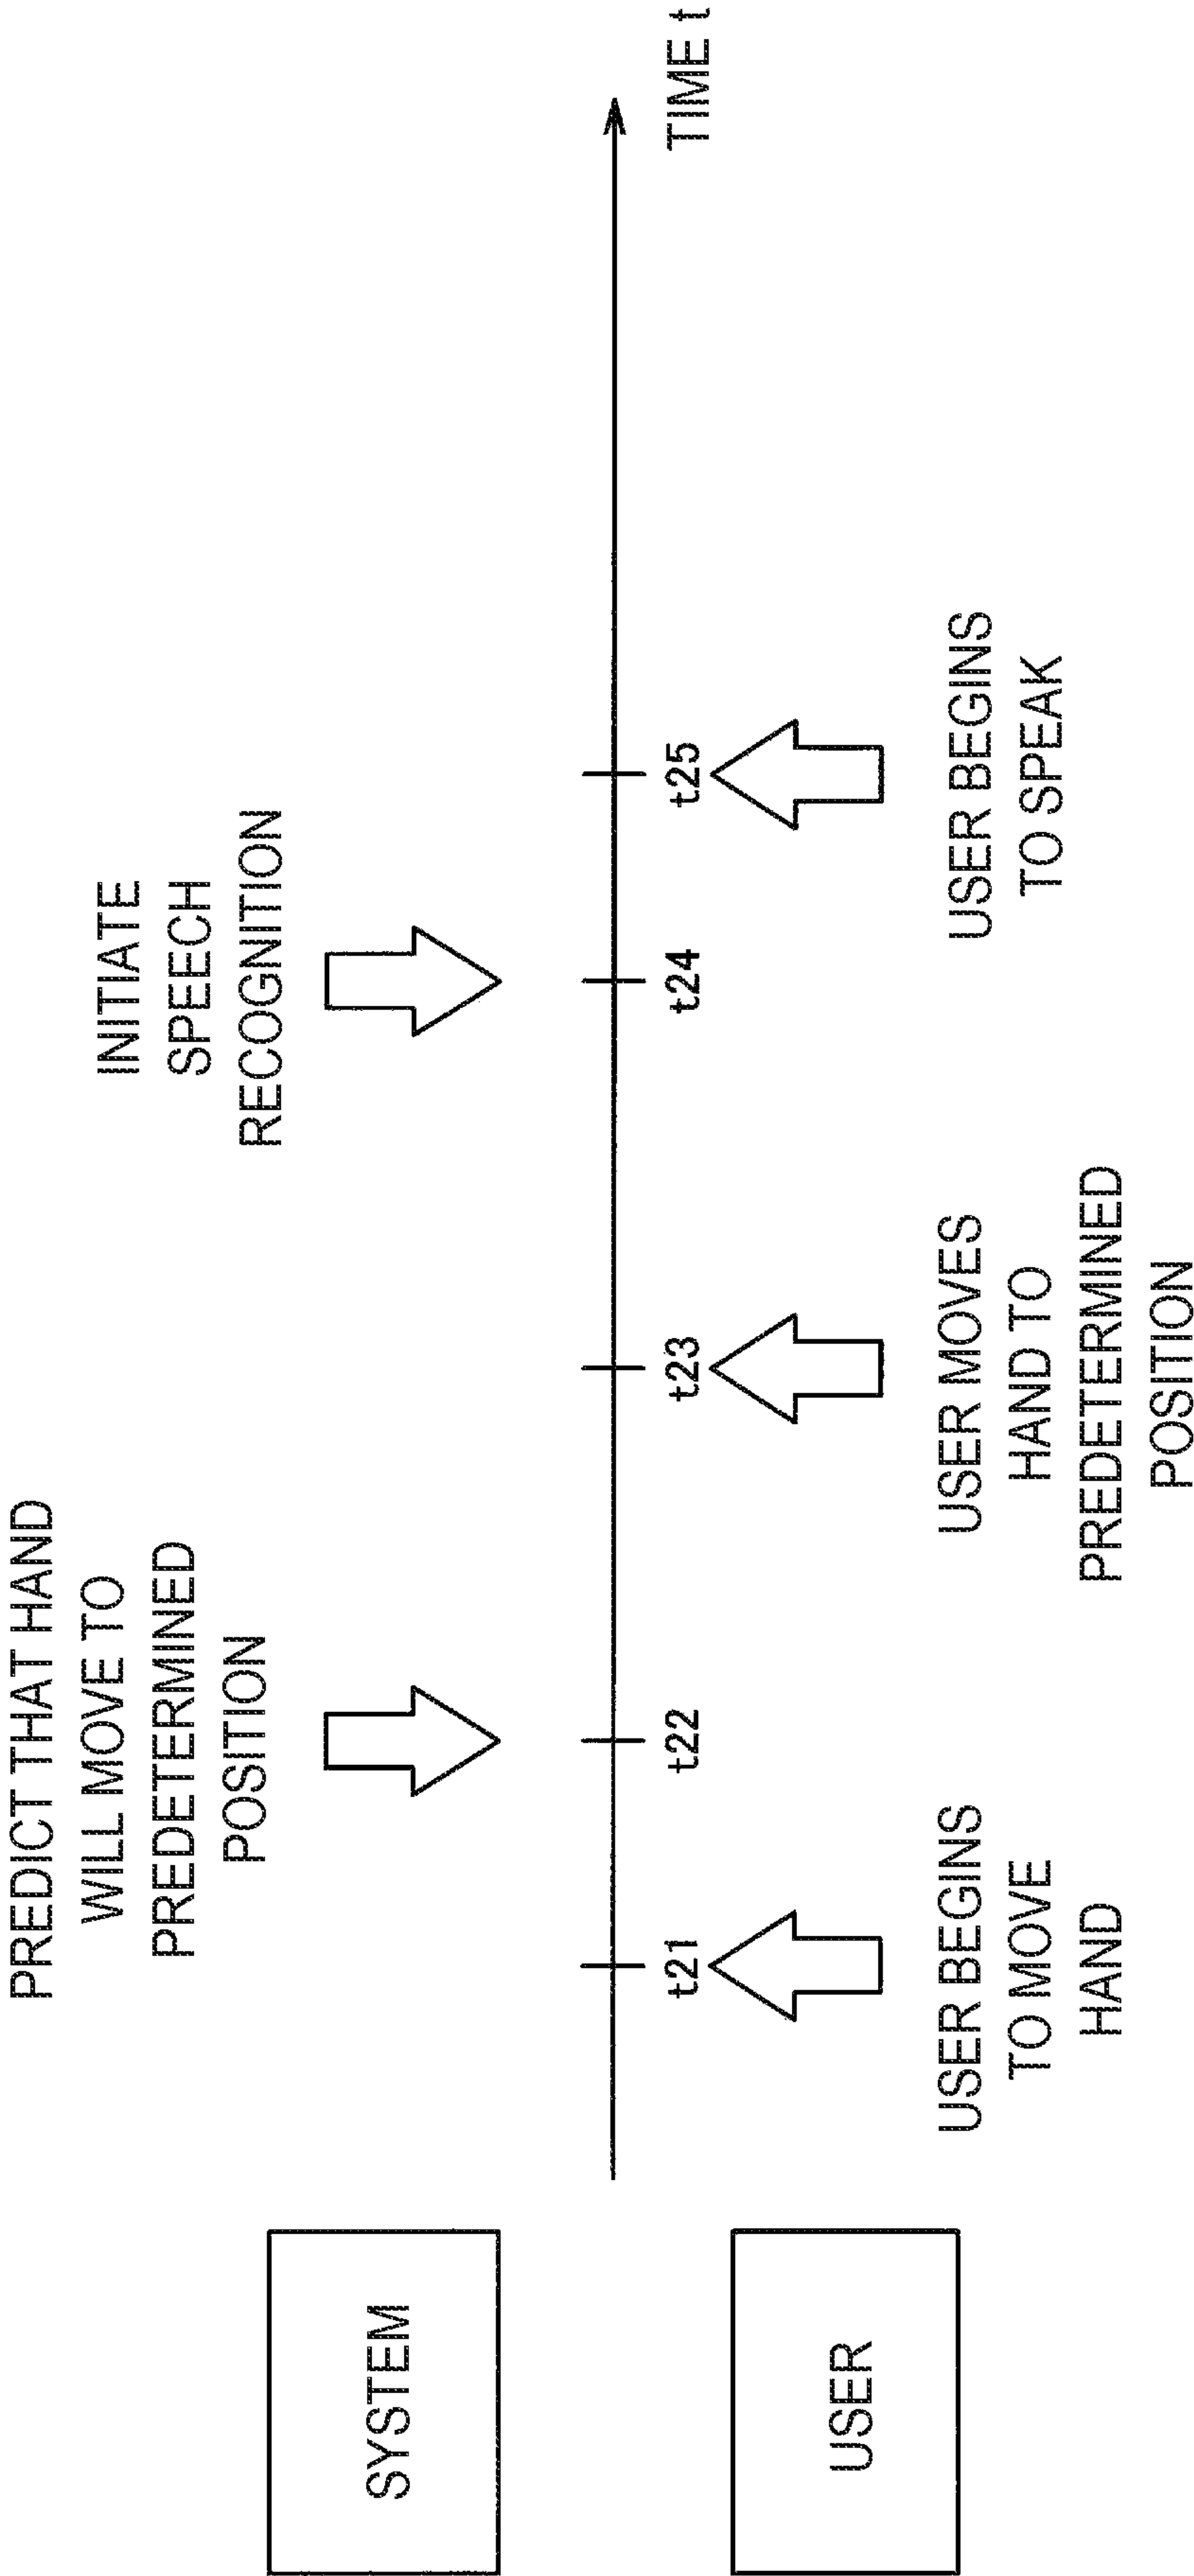 SYSTEM
PREDICT THAT HAND
WILL MOVE TO
PREDETERMINED
POSITION
INITIATE
SPEECH
RECOGNITION
t21
t22
t23
t24
t25
TIME t
USER
USER BEGINS
TO MOVE
HAND
USER MOVES
HAND TO
PREDETERMINED
POSITION
USER BEGINS
TO SPEAK